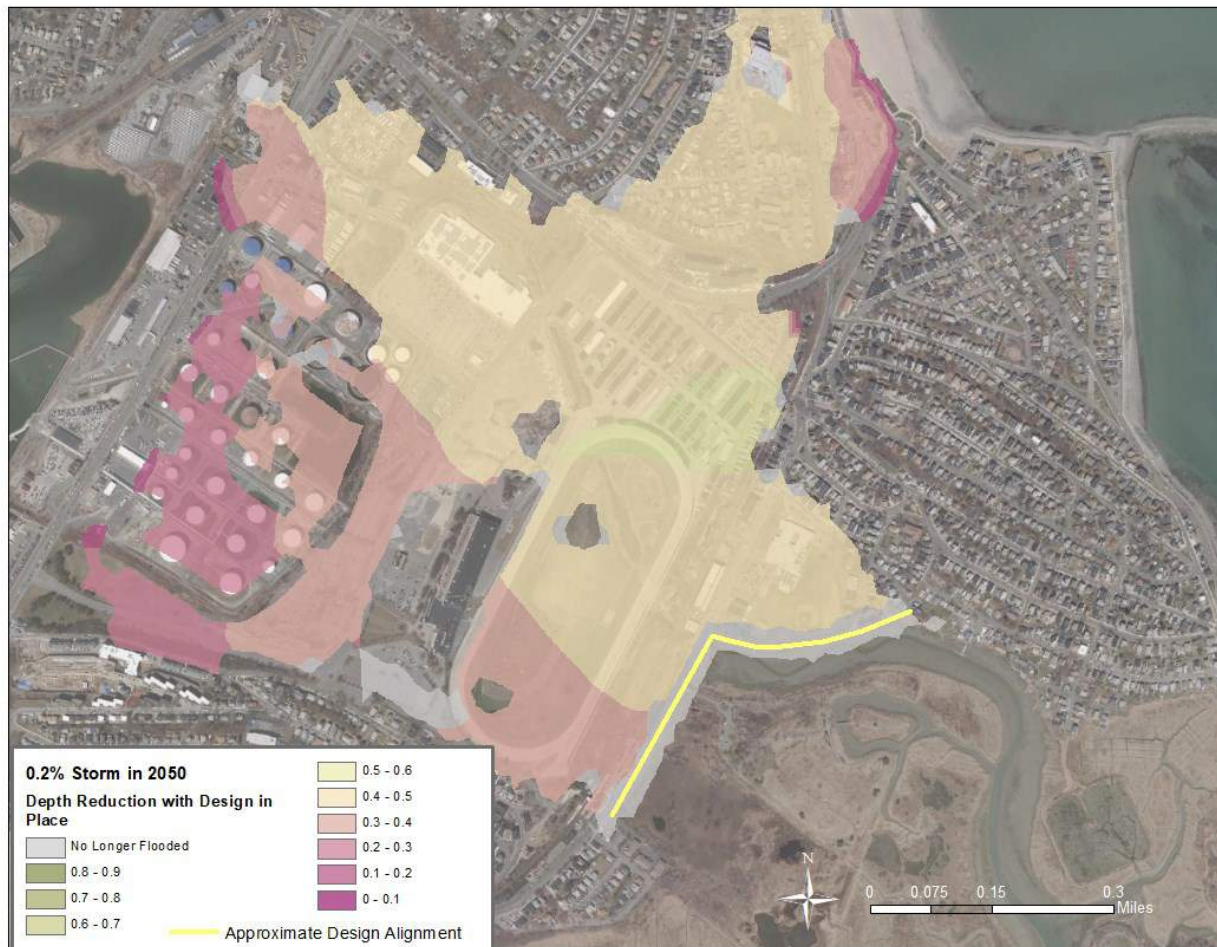 0.2% Storm in 2050
Depth Reduction with Design in
Place
No Longer Flooded
0.8 - 0.9
0.7 - 0.8
0.6 - 0.7
0.5 - 0.6
0.4 - 0.5
0.3 - 0.4
0.2 - 0.3
0.1 - 0.2
0 - 0.1
Approximate Design Alignment
N
0 0.075 0.15 0.3
Miles